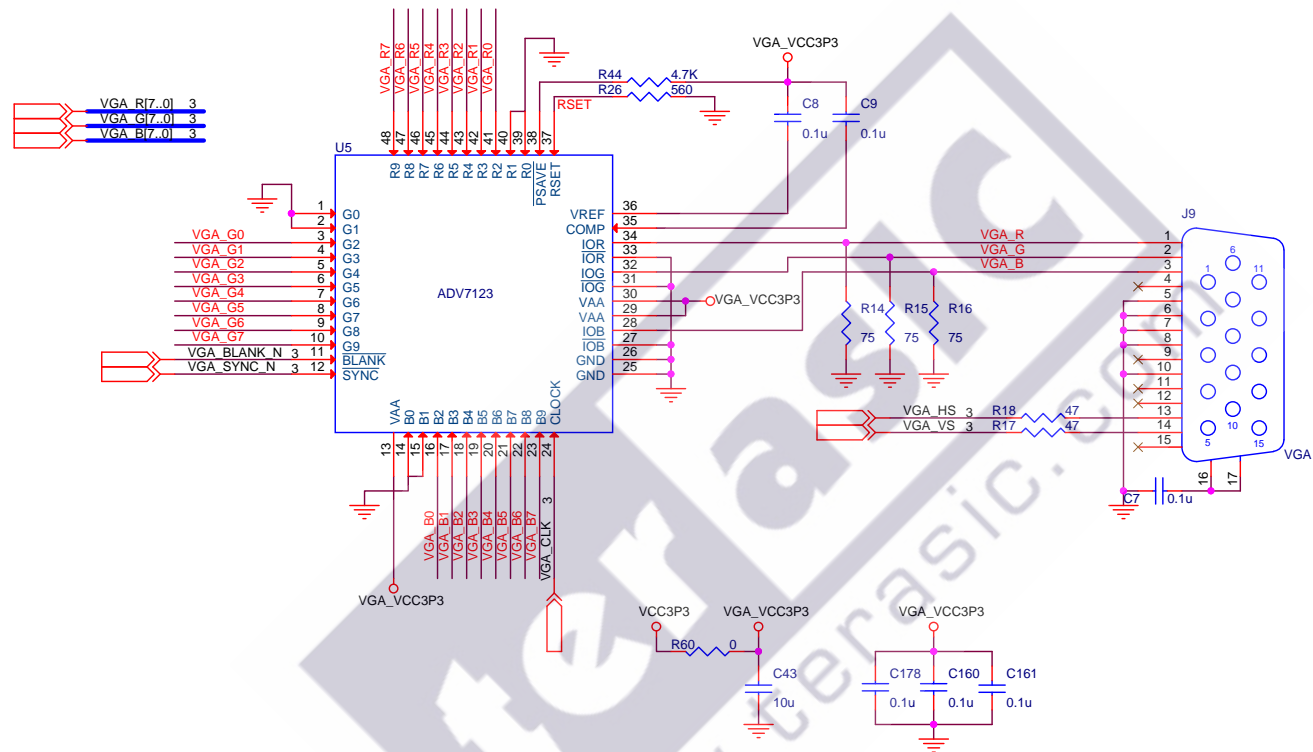 VGA_R7
VGA_R6
VGA_R5
VGA_R4
VGA_R3
VGA_R2
VGA_R1
VGA_R0
VGA_VCC3P3
R44 4.7K
R26 560
RSET
C8 0.1u
C9 0.1u
VGA_R[7..0] 3
VGA_G[7..0] 3
VGA_B[7..0] 3
48 47 46 45 44 43 42 41 40 39 38 37
U5
R9 R8 R7 R6 R5 R4 R3 R2 R1 R0 PSAVE RSET
ADV7123
1 G0
2 G1
VGA_G0 3 G2
VGA_G1 4 G3
VGA_G2 5 G4
VGA_G3 6 G5
VGA_G4 7 G6
VGA_G5 8 G7
VGA_G6 9 G8
VGA_G7 10 G9
VGA_BLANK_N 3 11 BLANK
VGA_SYNC_N 3 12 SYNC
VREF 36
COMP 35
IOR 34
IOR 33
IOG 32
IOG 31
VAA 30
VAA 29
IOB 28
IOB 27
GND 26
GND 25
VGA_VCC3P3
VAA B0 B1 B2 B3 B4 B5 B6 B7 B8 B9 CLOCK
13 14 15 16 17 18 19 20 21 22 23 24
VGA_B0
VGA_B1
VGA_B2
VGA_B3
VGA_B4
VGA_B5
VGA_B6
VGA_B7
VGA_CLK 3
VGA_VCC3P3
VGA_R
VGA_G
VGA_B
R14 75
R15 75
R16 75
VGA_HS 3 R18 47
VGA_VS 3 R17 47
J9
1
2
3
4
5
6
7
8
9
10
11
12
13
14
15
6
1 11
10
5 15
VGA
16 17
C7 0.1u
VCC3P3 VGA_VCC3P3
R60 0
C43
10u
VGA_VCC3P3
C178 C160 C161
0.1u 0.1u 0.1u
terasic
terasic.com